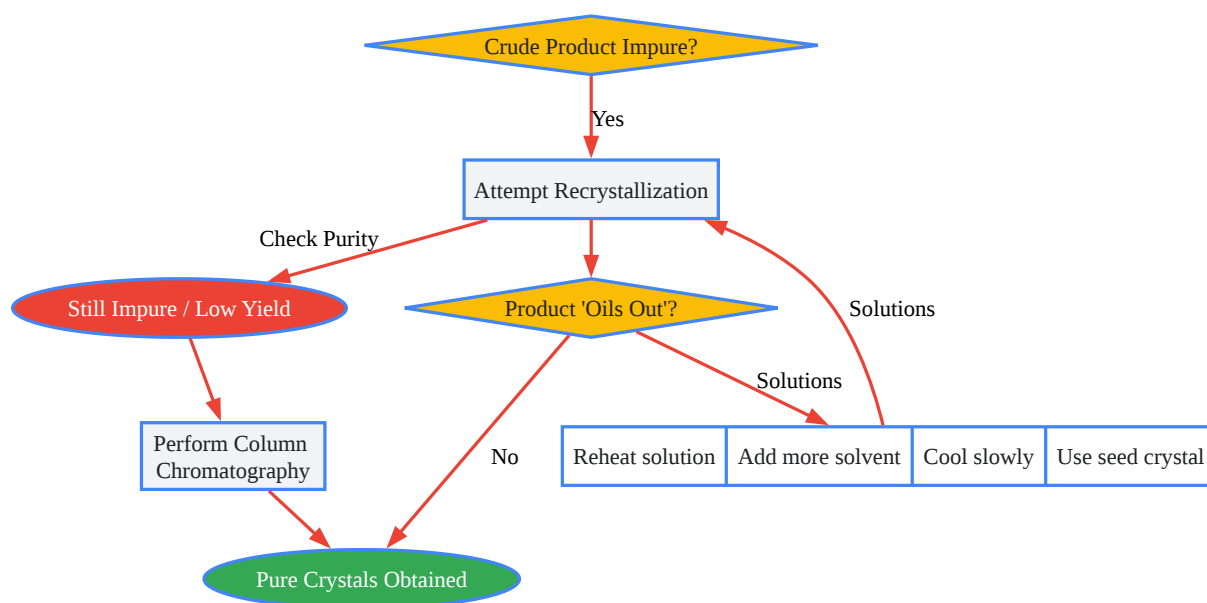 Crude Product Impure?
Yes
Attempt Recrystallization
Check Purity
Still Impure / Low Yield
Product 'Oils Out'?
Solutions
Solutions
Perform Column
Chromatography
No
Reheat solution
Add more solvent
Cool slowly
Use seed crystal
Pure Crystals Obtained